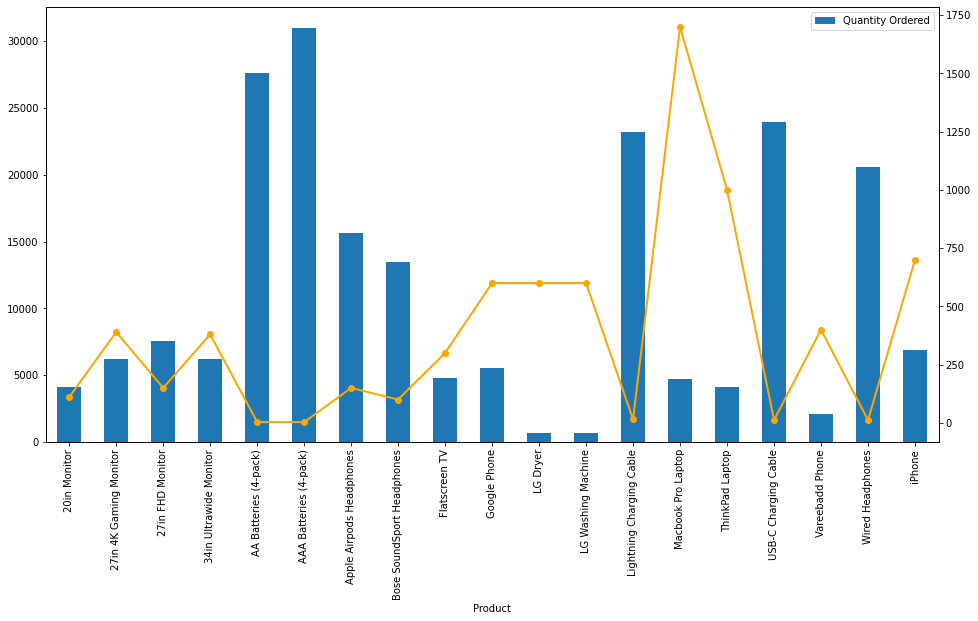 Quantity Ordered
30000
25000
20000
15000
10000
5000
0
1750
1500
1250
1000
750
500
250
0
20in Monitor
27in 4K Gaming Monitor
27in FHD Monitor
34in Ultrawide Monitor
AA Batteries (4-pack)
AAA Batteries (4-pack)
Apple Airpods Headphones
Bose SoundSport Headphones
Flatscreen TV
Google Phone
LG Dryer
LG Washing Machine
Lightning Charging Cable
Macbook Pro Laptop
ThinkPad Laptop
USB-C Charging Cable
Vareebadd Phone
Wired Headphones
iPhone
Product